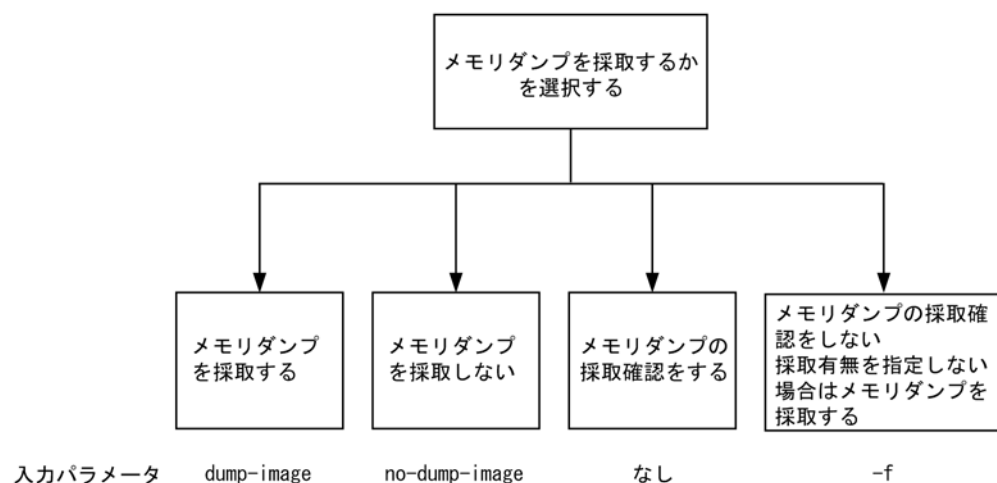 メモリダンプを採取するか
を選択する
メモリダンプ
を採取する
メモリダンプ
を採取しない
メモリダンプの
採取確認をする
メモリダンプの採取確
認をしない
採取有無を指定しない
場合はメモリダンプを
採取する
入力パラメータ dump-image no-dump-image なし -f